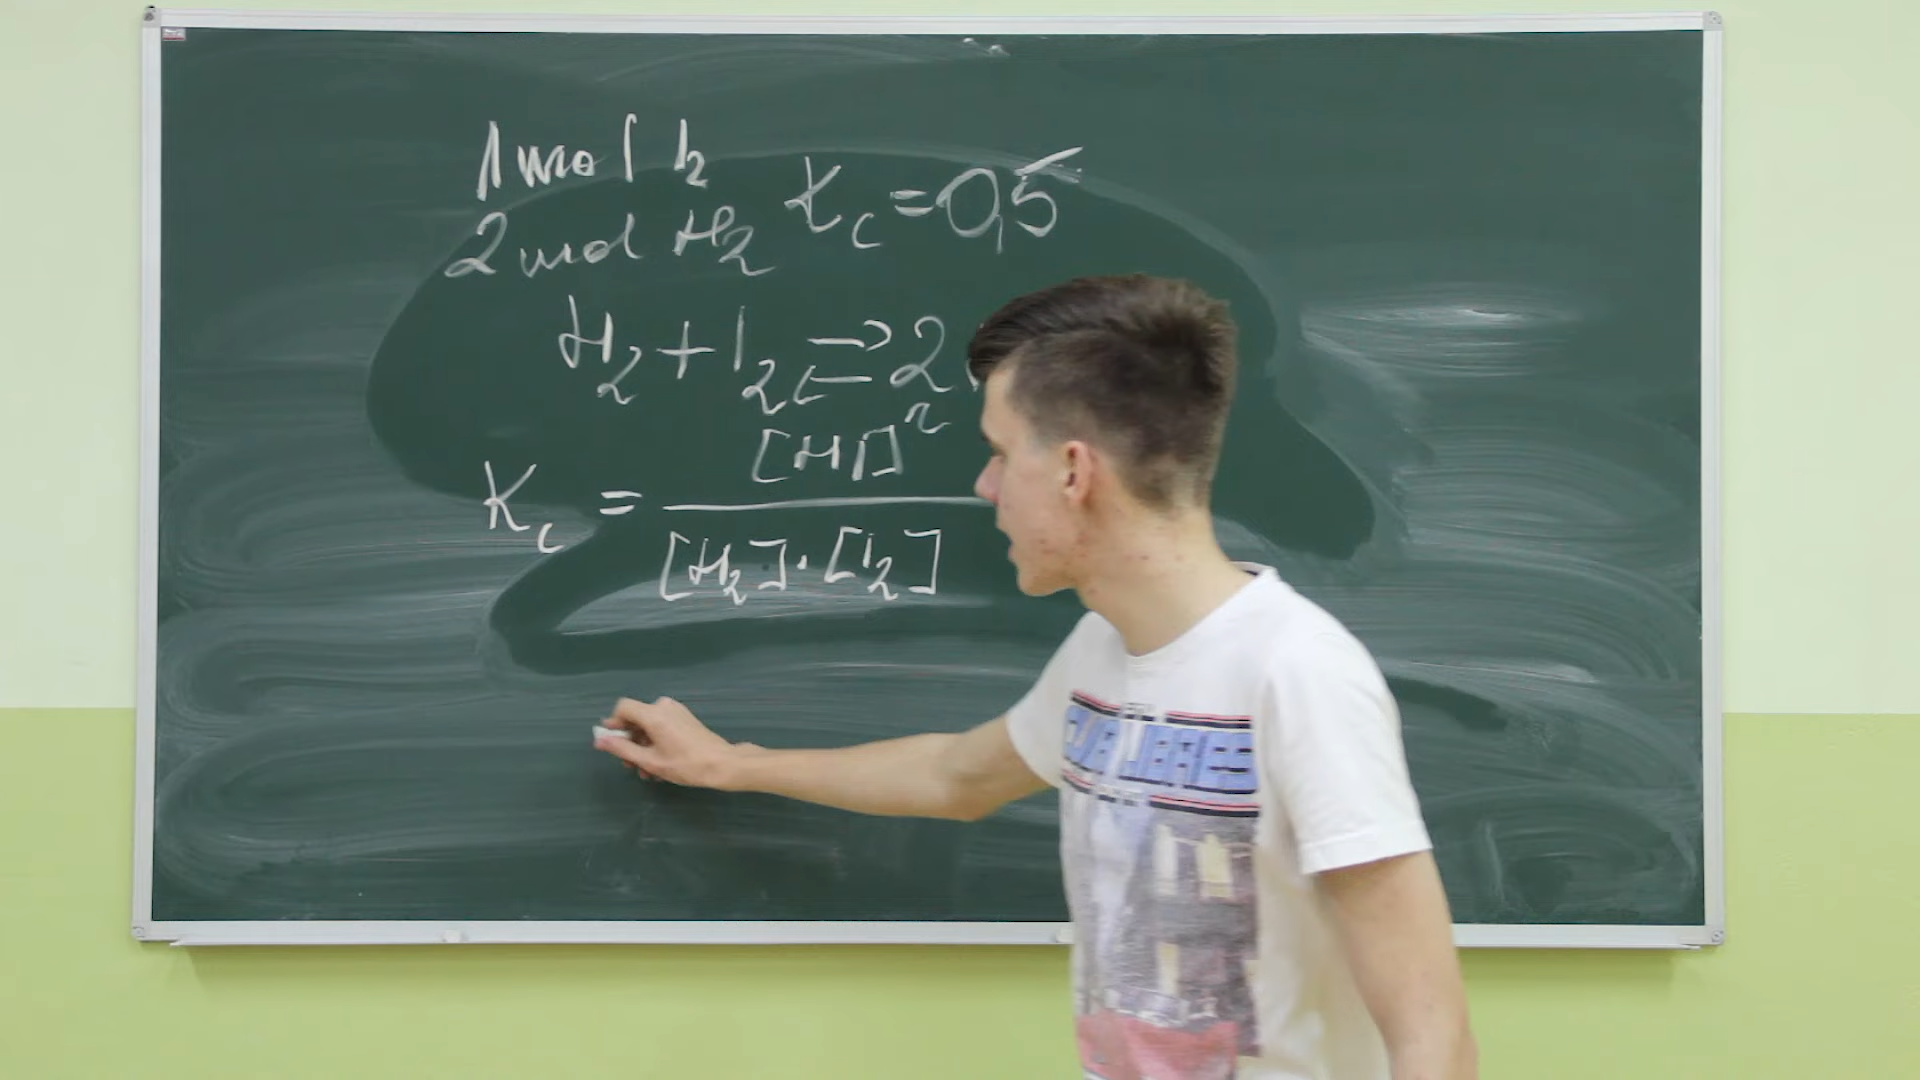 1 mol I₂
2 mol H₂ Kc = 0,5
H₂ + I₂ ⇄ 2
Kc = [HI]² / [H₂]·[I₂]